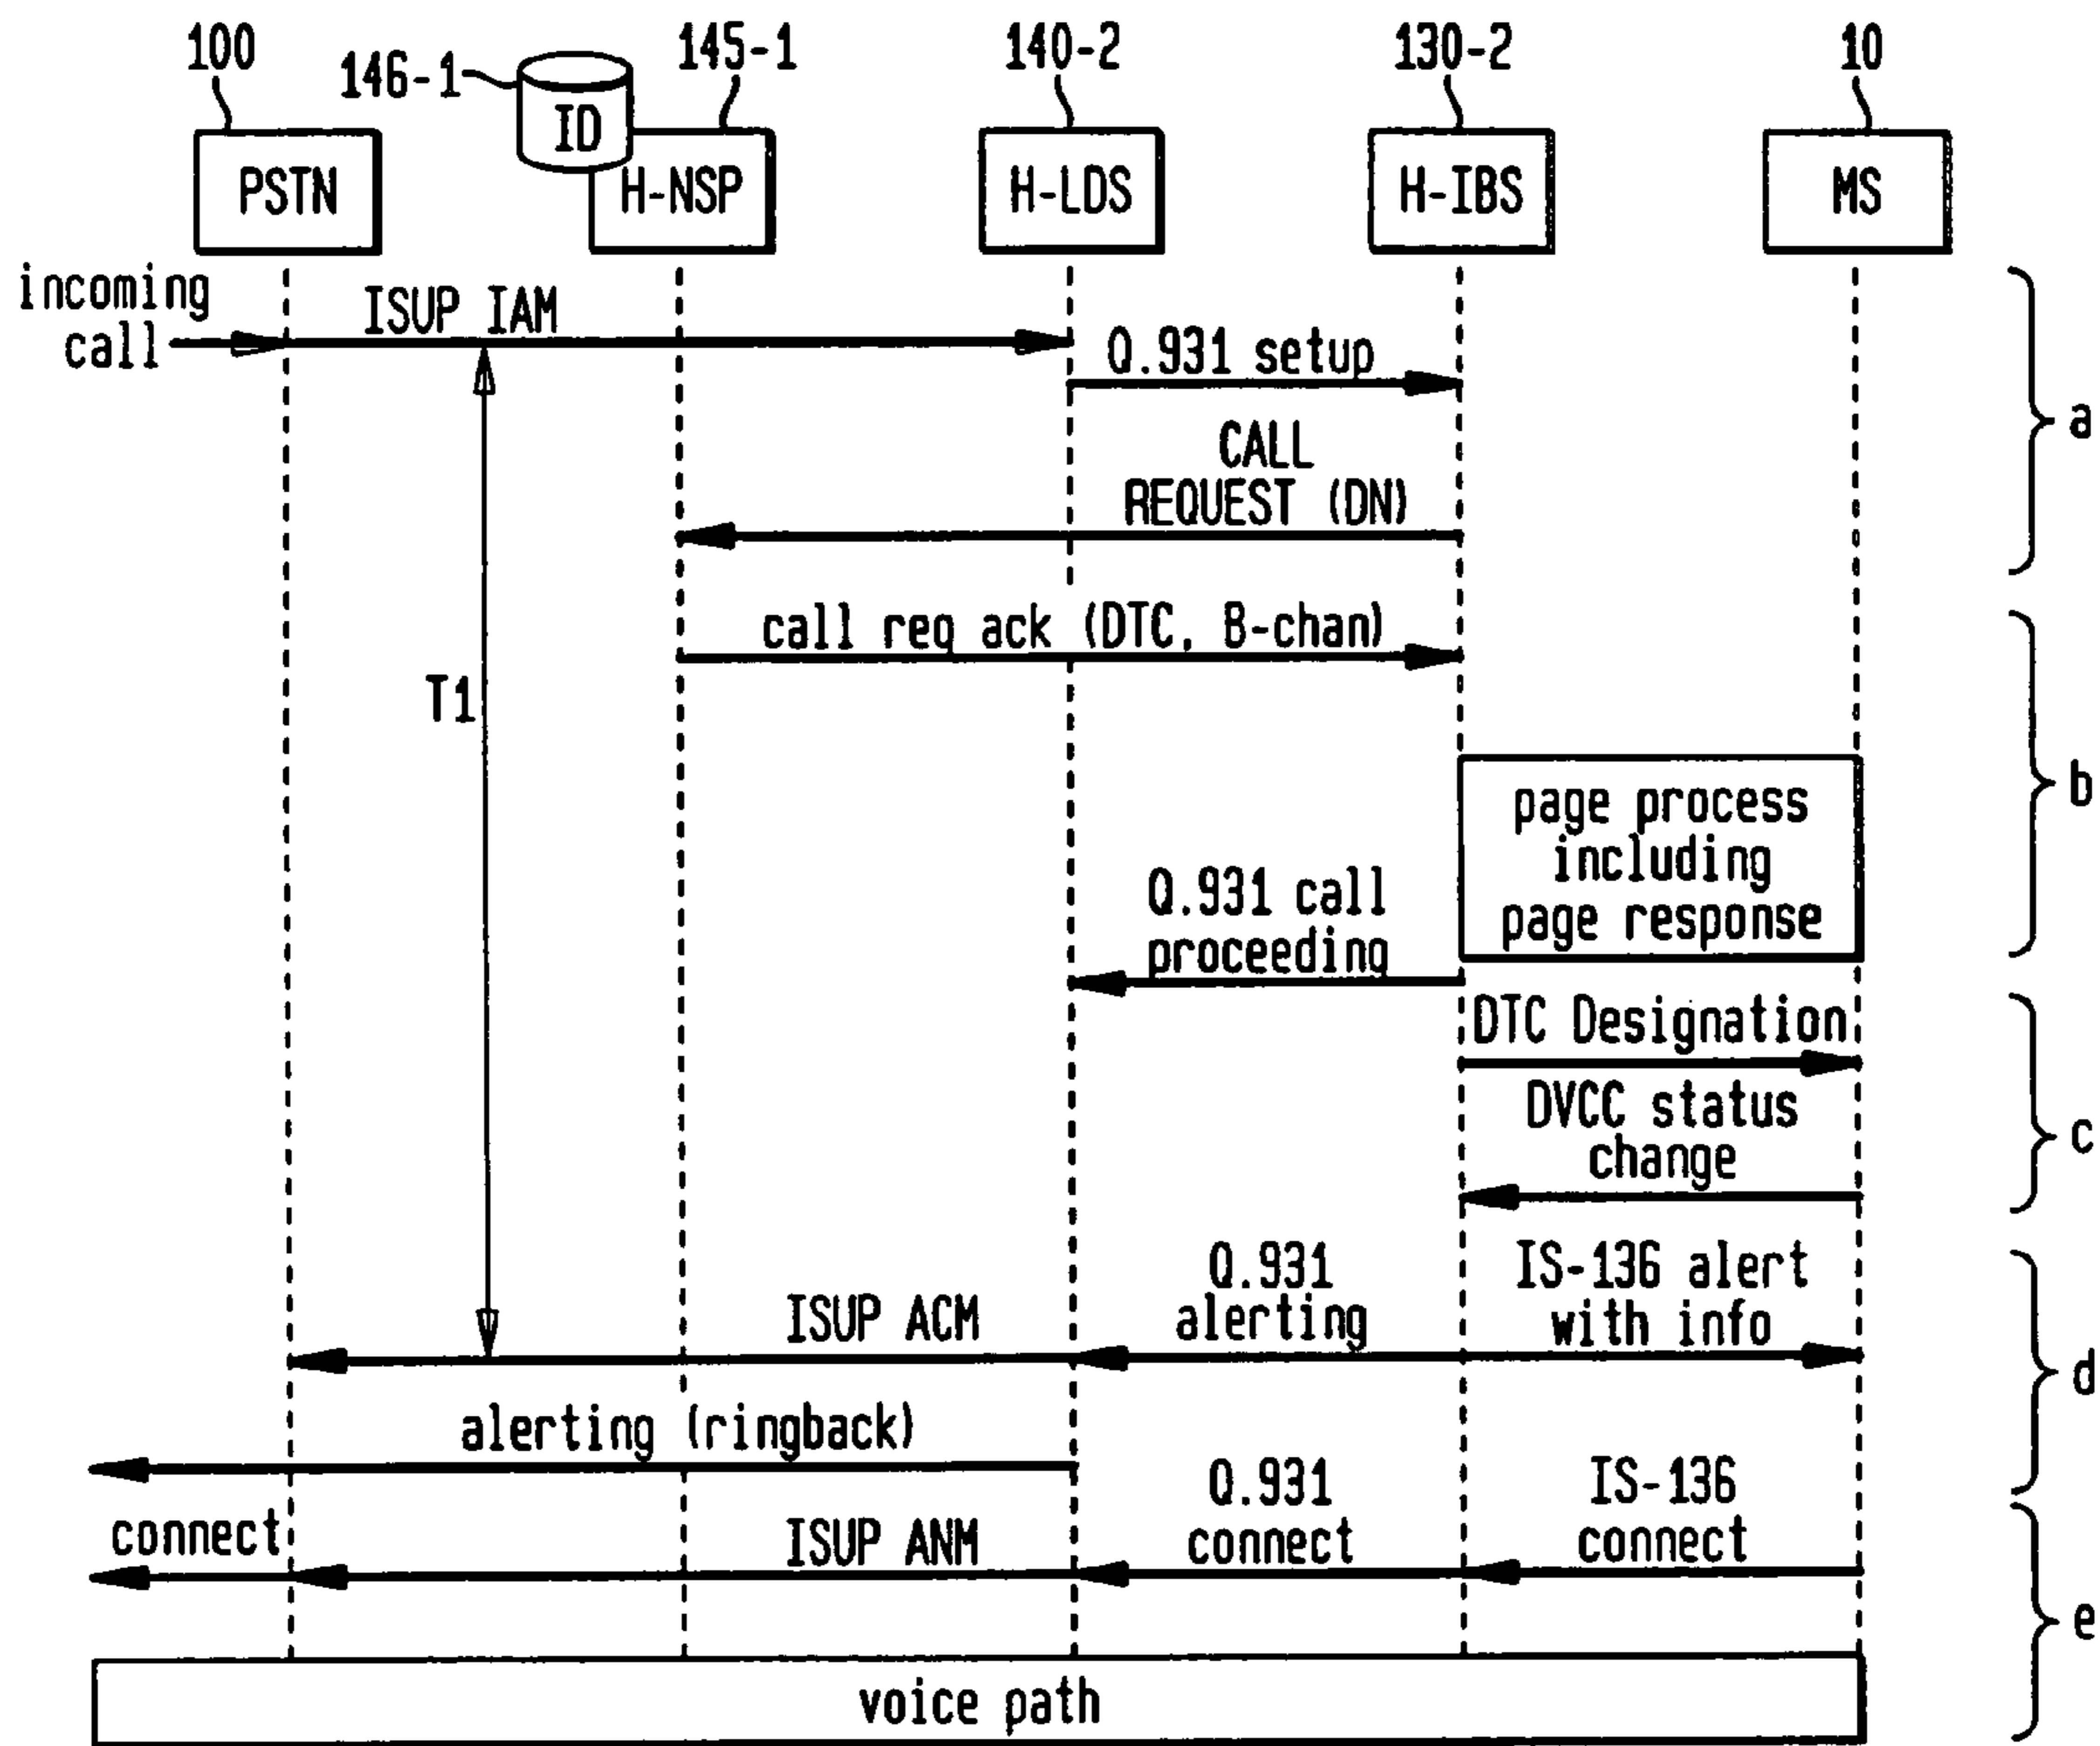 100
146-1
145-1
140-2
130-2
10
ID
PSTN
H-NSP
H-LDS
H-IBS
MS
incoming
call
ISUP IAM
Q.931 setup
CALL
REQUEST (DN)
a
call req ack (DTC, B-chan)
T1
page process
including
page response
b
Q.931 call
proceeding
DTC Designation
DVCC status
change
c
ISUP ACM
Q.931
alerting
IS-136 alert
with info
alerting (ringback)
d
connect
ISUP ANM
Q.931
connect
IS-136
connect
e
voice path